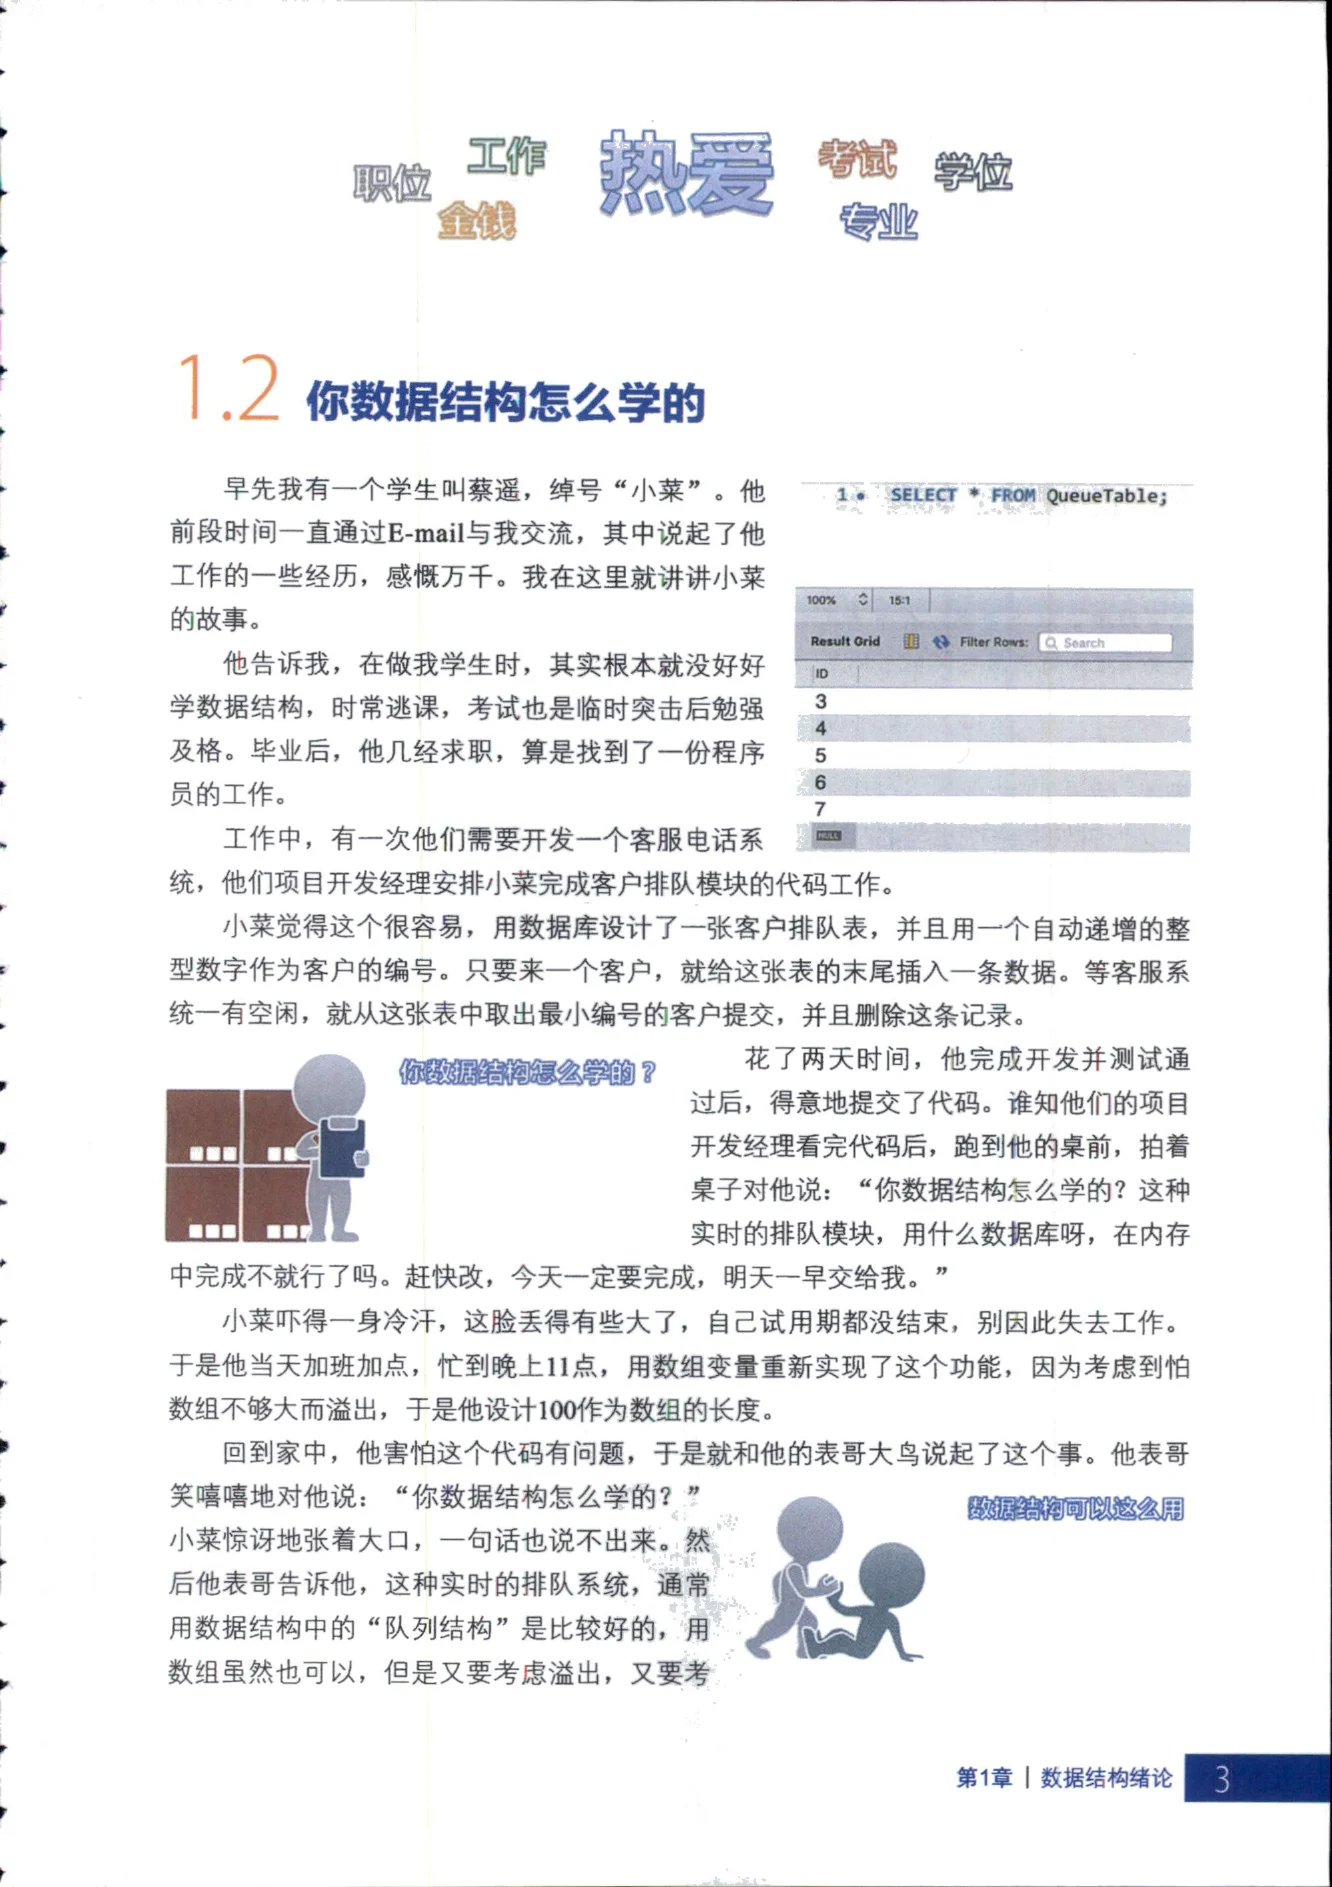 职位 工作 热爱 考试 学位
金钱 专业
1.2 你数据结构怎么学的
早先我有一个学生叫蔡遥，绰号“小菜”。他
前段时间一直通过E-mail与我交流，其中说起了他
工作的一些经历，感慨万千。我在这里就讲讲小菜
的故事。
他告诉我，在做我学生时，其实根本就没好好
学数据结构，时常逃课，考试也是临时突击后勉强
及格。毕业后，他几经求职，算是找到了一份程序
员的工作。
1 SELECT * FROM QueueTable;
100% 15:1
Result Grid Filter Rows: Search
ID
3
4
5
6
7
NULL
工作中，有一次他们需要开发一个客服电话系
统，他们项目开发经理安排小菜完成客户排队模块的代码工作。
小菜觉得这个很容易，用数据库设计了一张客户排队表，并且用一个自动递增的整
型数字作为客户的编号。只要来一个客户，就给这张表的末尾插入一条数据。等客服系
统一有空闲，就从这张表中取出最小编号的客户提交，并且删除这条记录。
你数据结构怎么学的？
花了两天时间，他完成开发并测试通
过后，得意地提交了代码。谁知他们的项目
开发经理看完代码后，跑到他的桌前，拍着
桌子对他说：“你数据结构怎么学的？这种
实时的排队模块，用什么数据库呀，在内存
中完成不就行了吗。赶快改，今天一定要完成，明天一早交给我。”
小菜吓得一身冷汗，这脸丢得有些大了，自己试用期都没结束，别因此失去工作。
于是他当天加班加点，忙到晚上11点，用数组变量重新实现了这个功能，因为考虑到怕
数组不够大而溢出，于是他设计100作为数组的长度。
回到家中，他害怕这个代码有问题，于是就和他的表哥大鸟说起了这个事。他表哥
笑嘻嘻地对他说：“你数据结构怎么学的？”
小菜惊讶地张着大口，一句话也说不出来。然
后他表哥告诉他，这种实时的排队系统，通常
用数据结构中的“队列结构”是比较好的，用
数组虽然也可以，但是又要考虑溢出，又要考
数据结构可以这么用
第1章 | 数据结构绪论 3